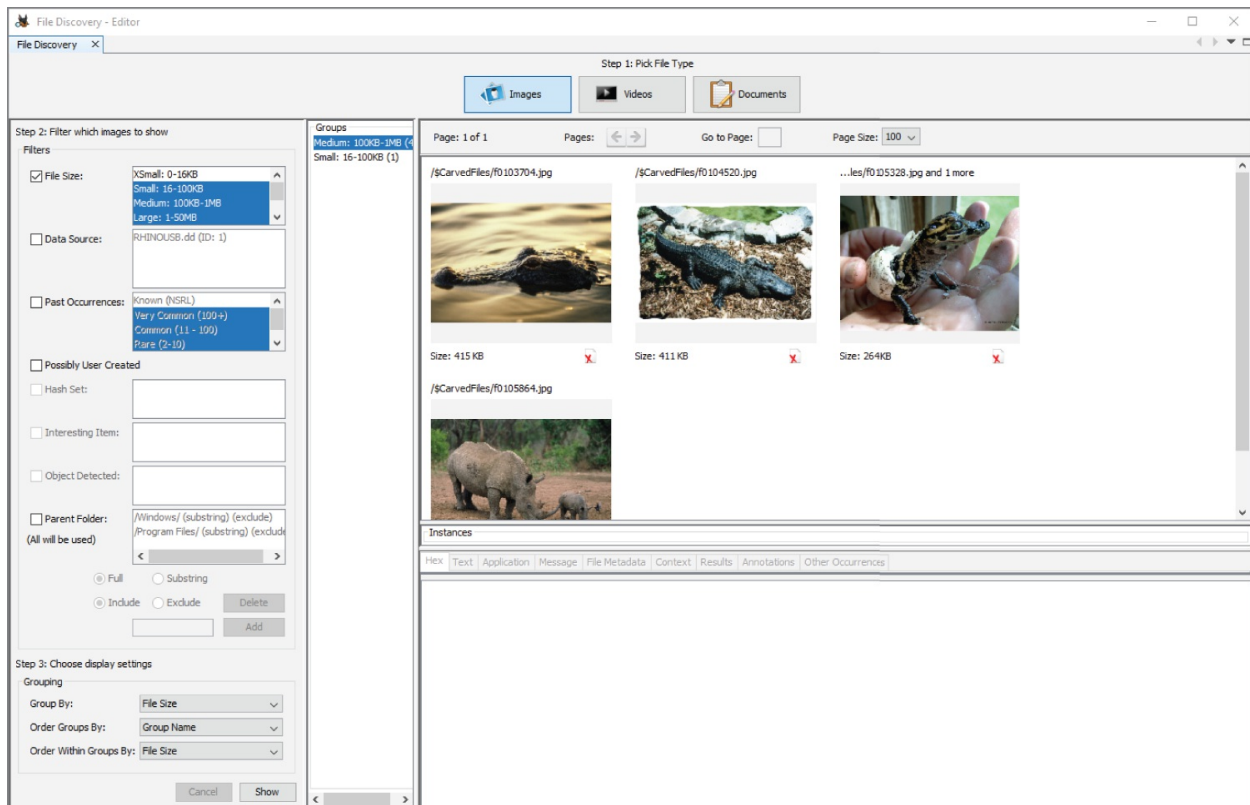 File Discovery - Editor
File Discovery X
Step 1: Pick File Type
Images
Videos
Documents
Step 2: Filter which images to show
Filters
File Size:
XSmall: 0-16KB
Small: 16-100KB
Medium: 100KB-1MB
Large: 1-50MB
Data Source:
RHINOUSB.dd (ID: 1)
Past Occurrences:
Known (NSRL)
Very Common (100+)
Common (11 - 100)
Rare (2-10)
Possibly User Created
Hash Set:
Interesting Item:
Object Detected:
Parent Folder:
(All will be used)
/Windows/ (substring) (exclude)
/Program Files/ (substring) (exclude
Full
Substring
Include
Exclude
Delete
Add
Step 3: Choose display settings
Grouping
Group By:
File Size
Order Groups By:
Group Name
Order Within Groups By:
File Size
Cancel
Show
Groups
Medium: 100KB-1MB (4
Small: 16-100KB (1)
Page: 1 of 1
Pages:
Go to Page:
Page Size:
100
/$CarvedFiles/f0103704.jpg
/$CarvedFiles/f0104520.jpg
...les/f0105328.jpg and 1 more
Size: 415 KB
Size: 411 KB
Size: 264KB
/$CarvedFiles/f0105864.jpg
Instances
Hex
Text
Application
Message
File Metadata
Context
Results
Annotations
Other Occurrences